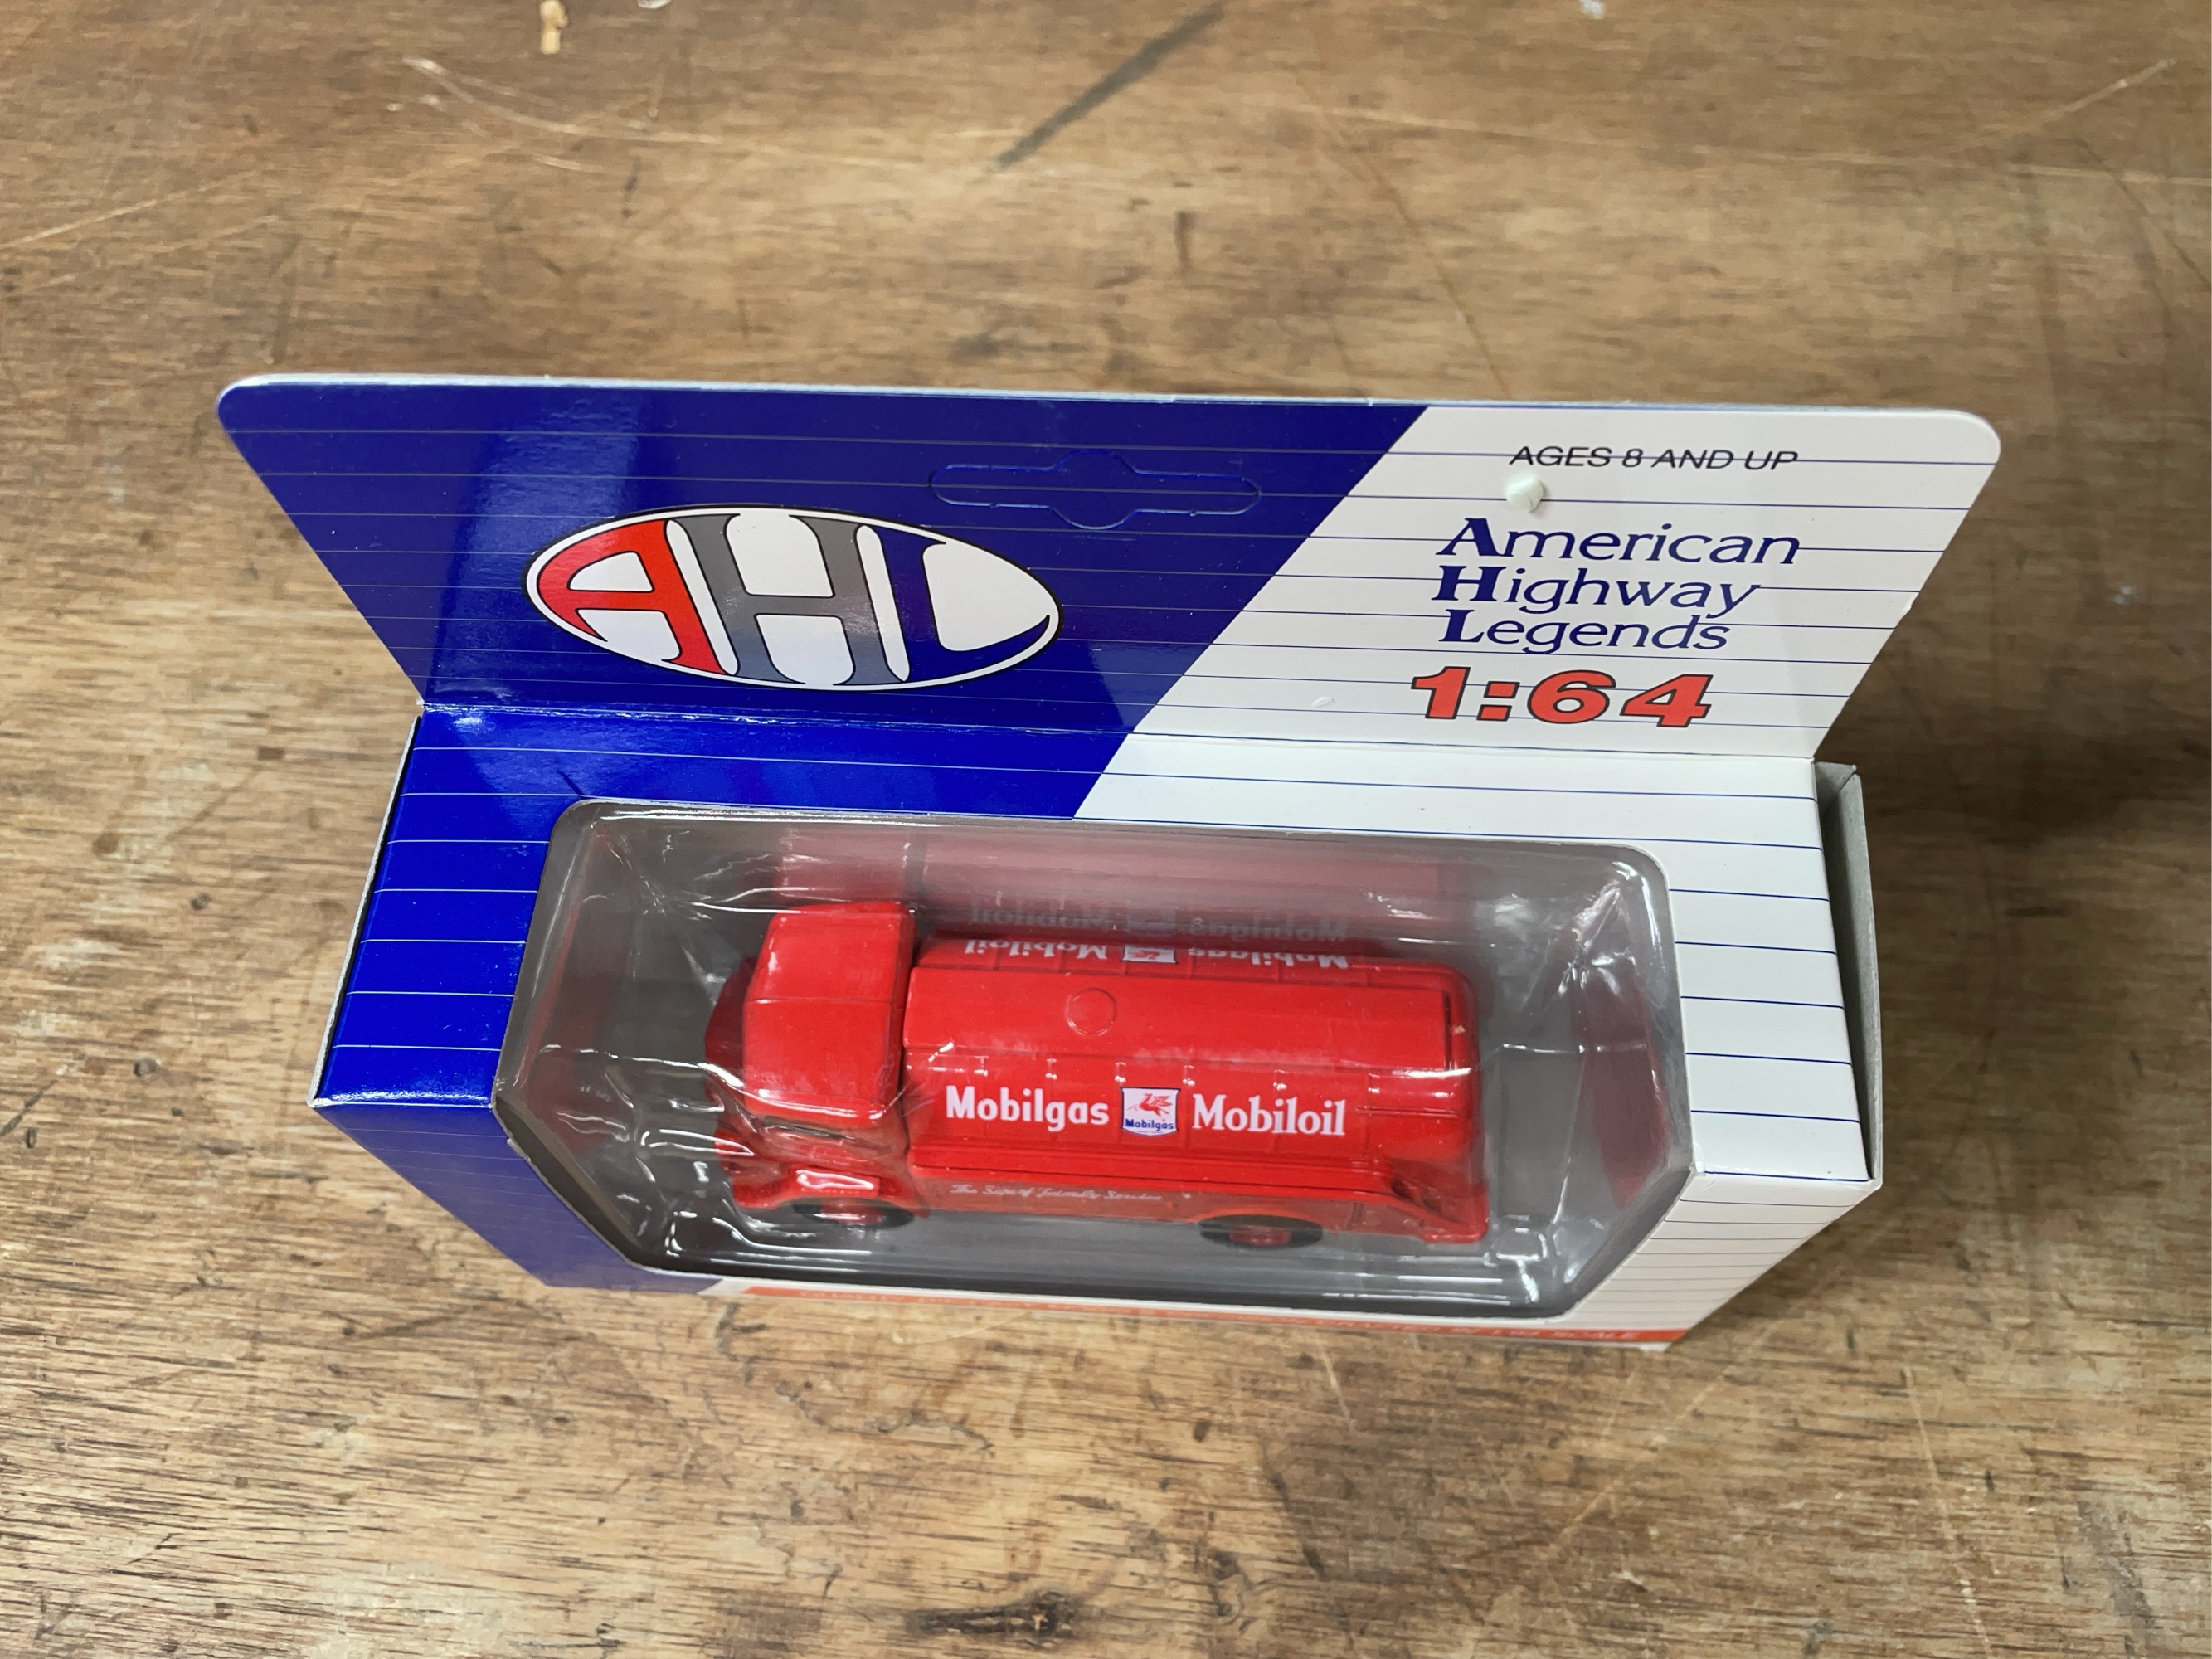 AGES 8 AND UP
AHL
American
Highway
Legends
1:64
Mobiloil Mobilgas
Mobilgas Mobilgas Mobiloil